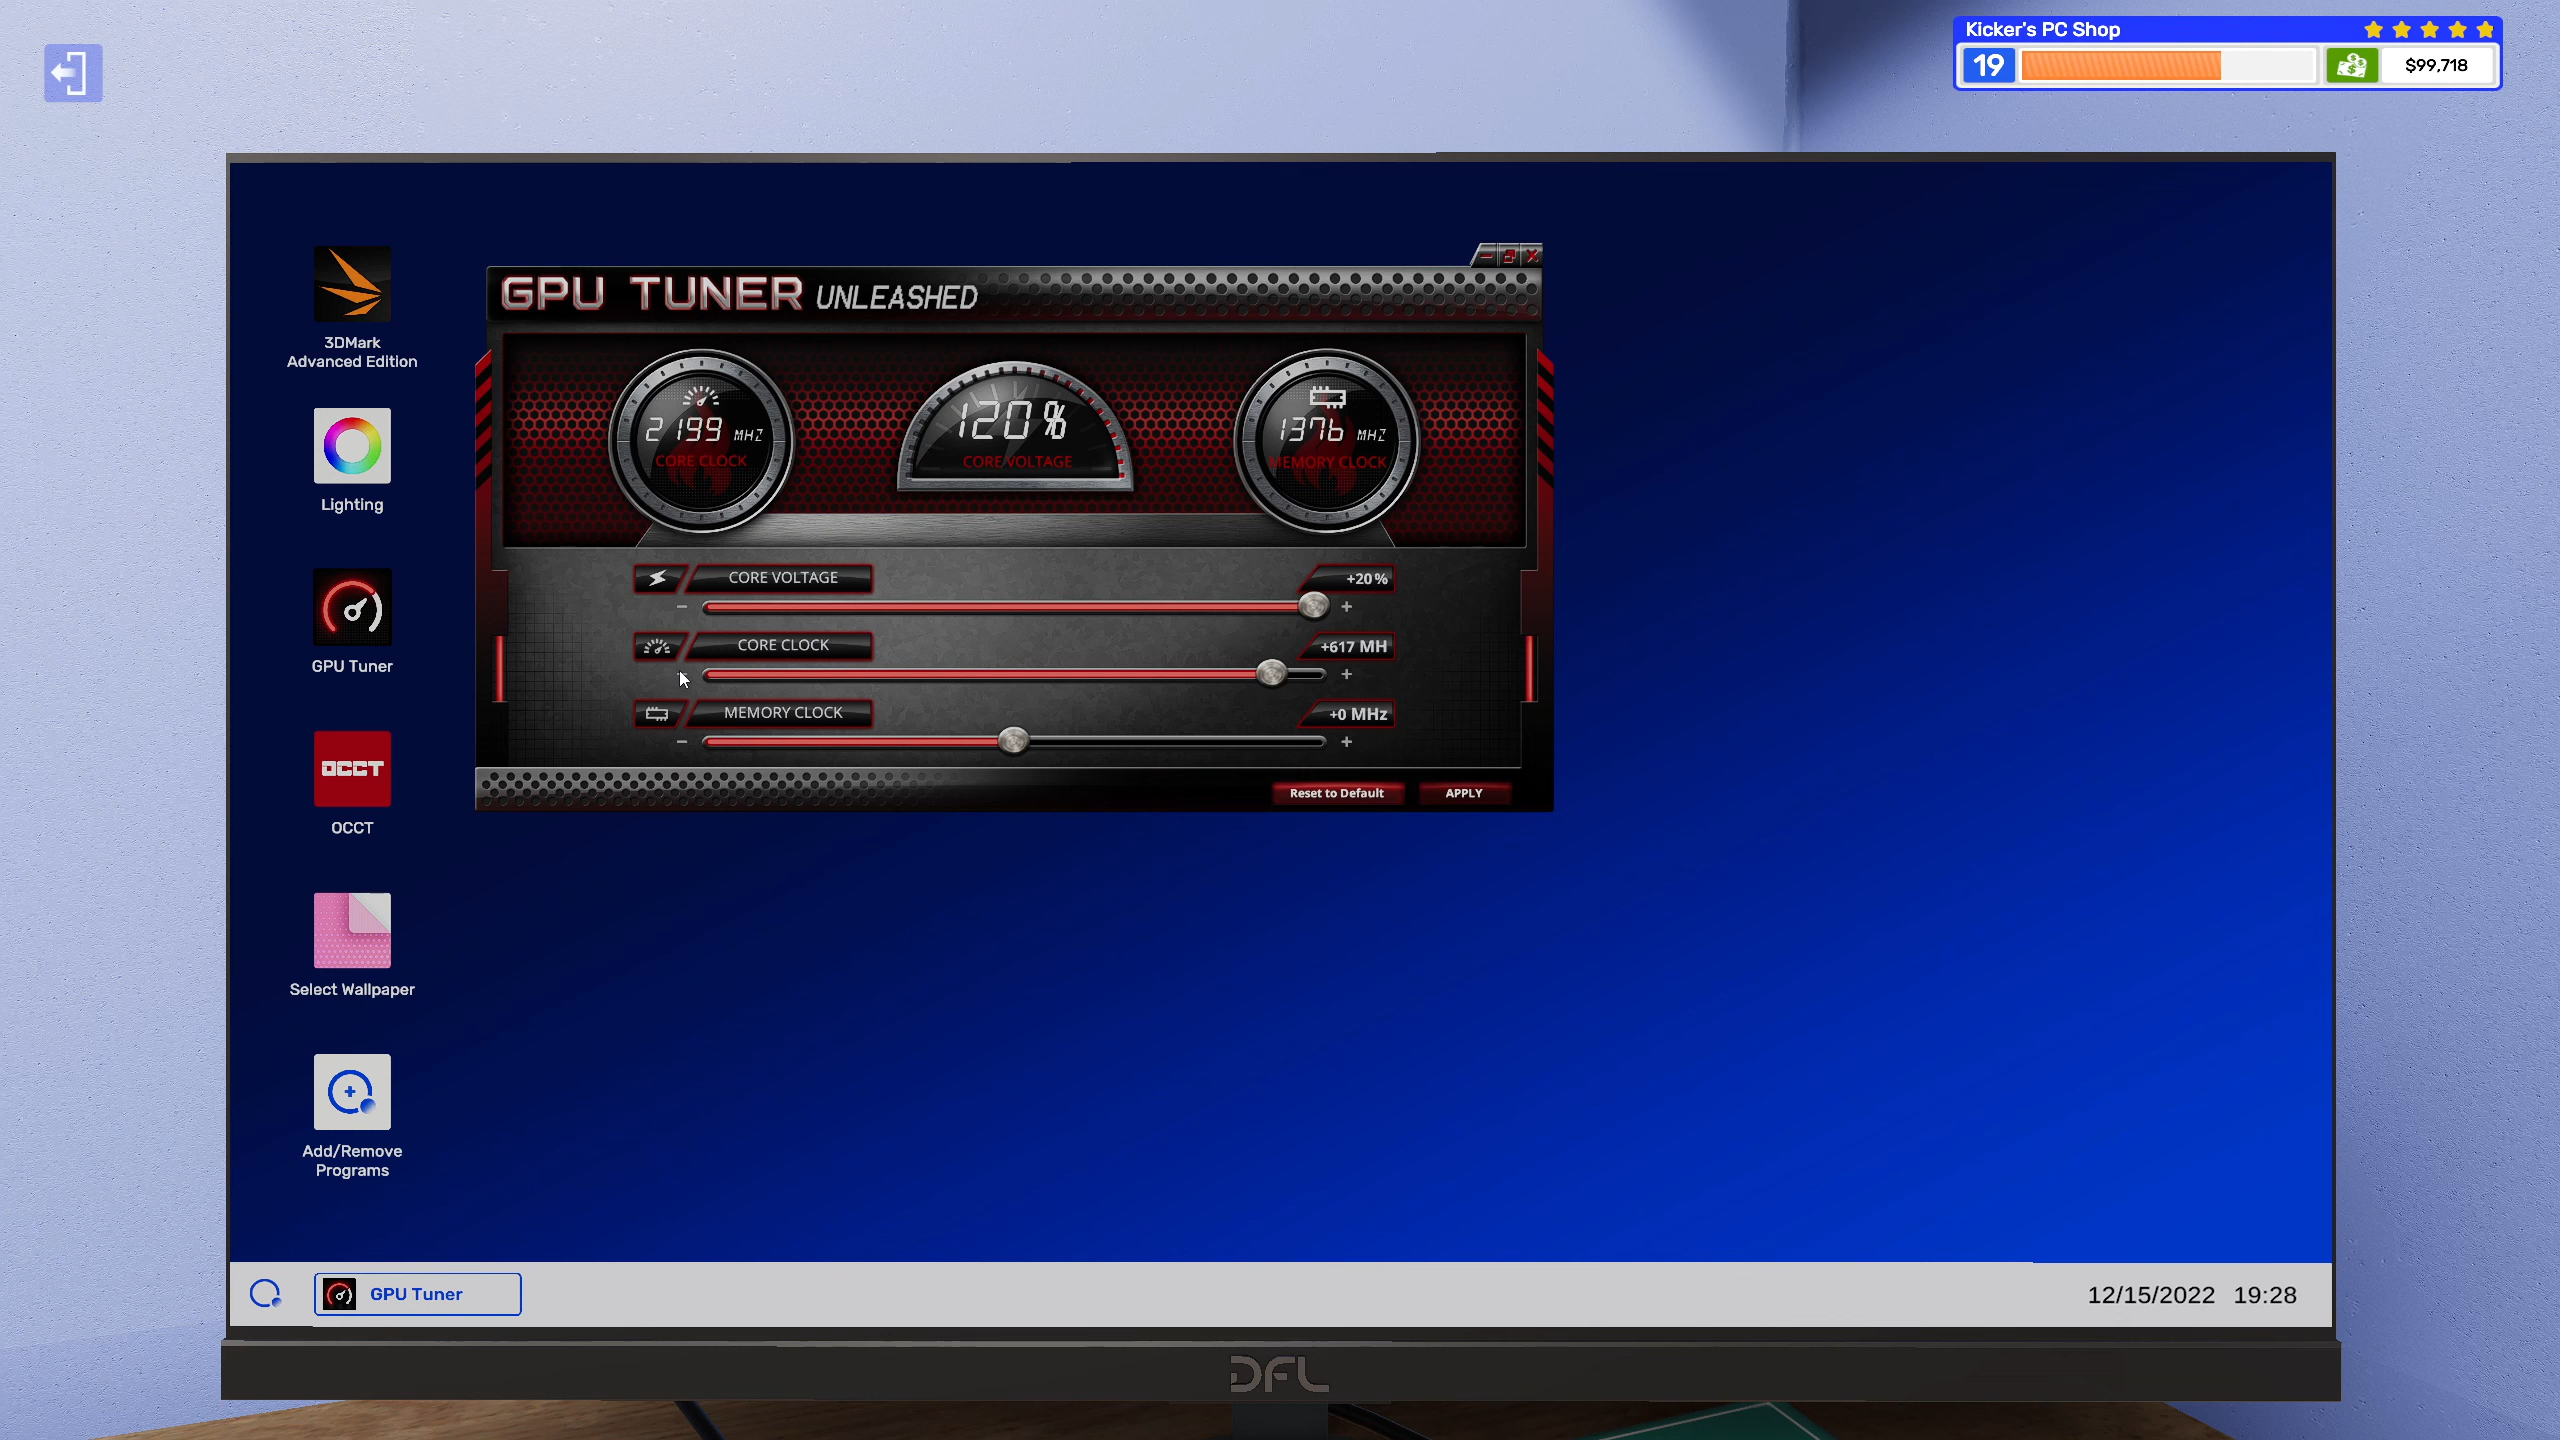 Kicker's PC Shop
19
$99,718
3DMark
Advanced Edition
Lighting
GPU Tuner
OCCT
OCCT
Select Wallpaper
Add/Remove
Programs
GPU TUNER UNLEASHED
2199 MHZ
CORE CLOCK
120%
CORE VOLTAGE
1376 MHZ
MEMORY CLOCK
CORE VOLTAGE
+20%
- +
CORE CLOCK
+617 MH
+
MEMORY CLOCK
+0 MHz
- +
Reset to Default
APPLY
GPU Tuner
12/15/2022 19:28
DFL